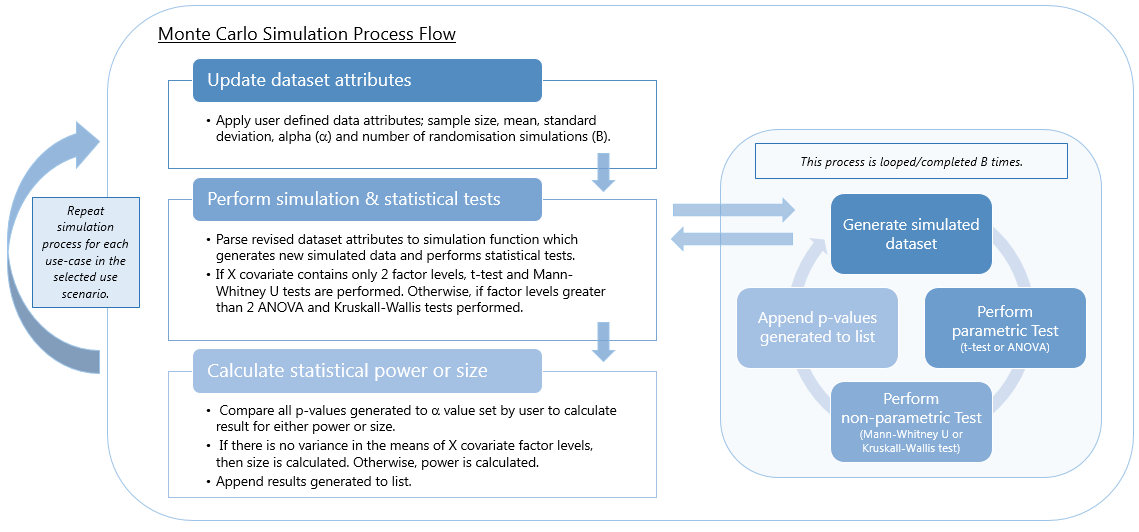 Monte Carlo Simulation Process Flow
Update dataset attributes
• Apply user defined data attributes; sample size, mean, standard
deviation, alpha (α) and number of randomisation simulations (B).
Perform simulation & statistical tests
• Parse revised dataset attributes to simulation function which
generates new simulated data and performs statistical tests.
• If X covariate contains only 2 factor levels, t-test and Mann-
Whitney U tests are performed. Otherwise, if factor levels greater
than 2 ANOVA and Kruskall-Wallis tests performed.
Calculate statistical power or size
• Compare all p-values generated to α value set by user to calculate
result for either power or size.
• If there is no variance in the means of X covariate factor levels,
then size is calculated. Otherwise, power is calculated.
• Append results generated to list.
Repeat
simulation
process for each
use-case in the
selected use
scenario.
This process is looped/completed B times.
Generate simulated
dataset
Perform
parametric Test
(t-test or ANOVA)
Perform
non-parametric Test
(Mann-Whitney U or
Kruskall-Wallis test)
Append p-values
generated to list